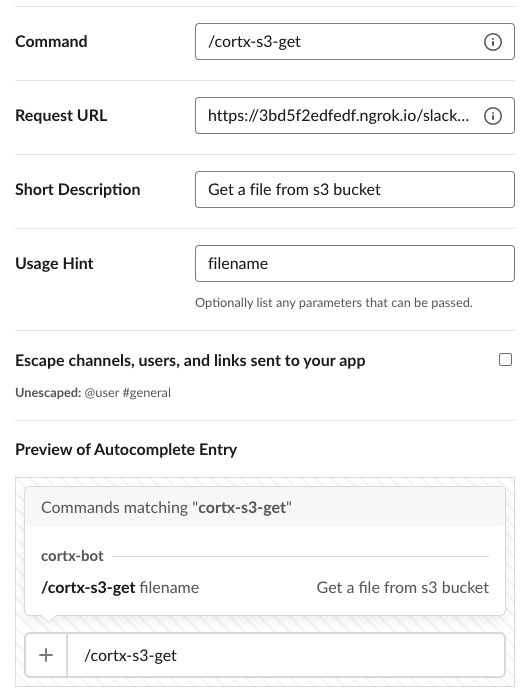 Command
/cortx-s3-get
Request URL
https://3bd5f2edfedf.ngrok.io/slack...
Short Description
Get a file from s3 bucket
Usage Hint
filename
Optionally list any parameters that can be passed.
Escape channels, users, and links sent to your app
Unescaped: @user #general
Preview of Autocomplete Entry
Commands matching "cortx-s3-get"
cortx-bot
/cortx-s3-get filename Get a file from s3 bucket
/cortx-s3-get